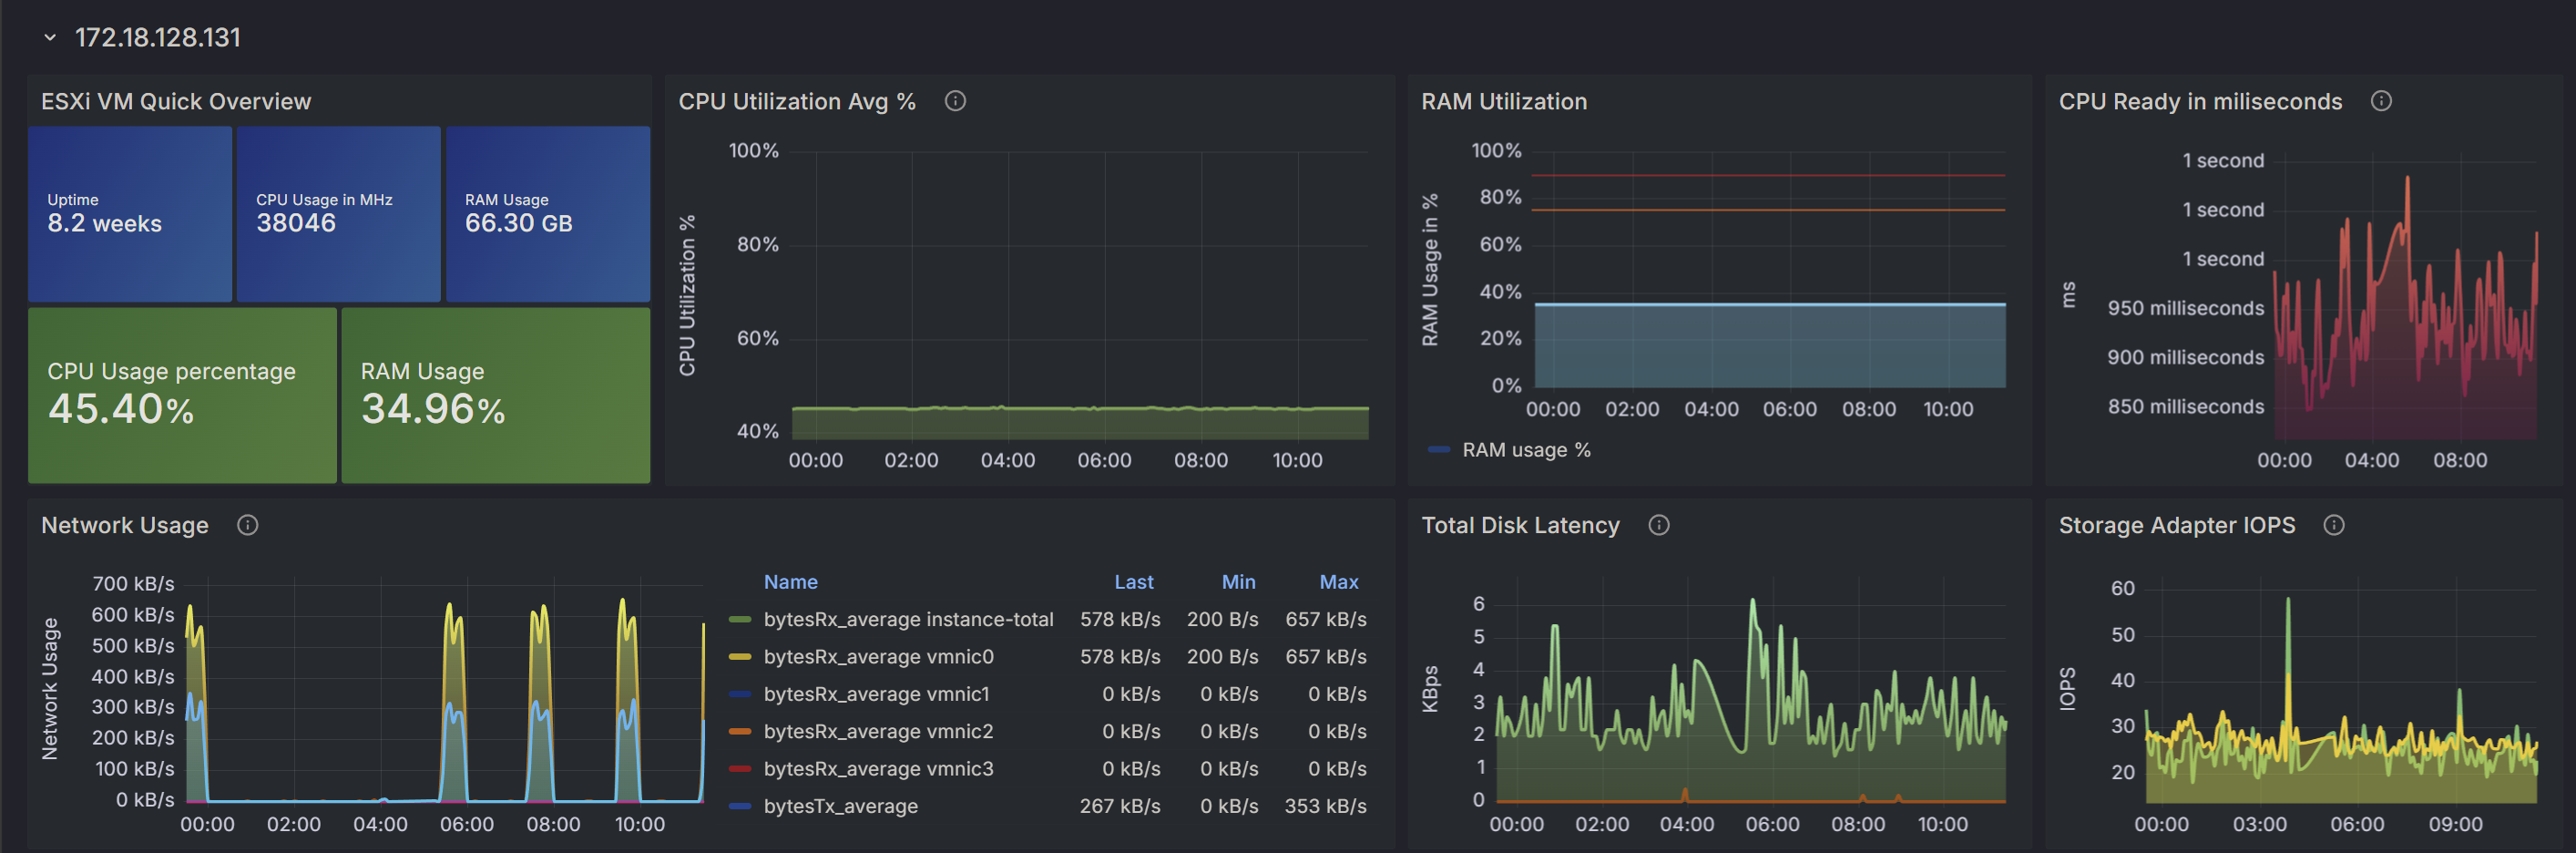 172.18.128.131
ESXi VM Quick Overview
Uptime
8.2 weeks
CPU Usage in MHz
38046
RAM Usage
66.30 GB
CPU Usage percentage
45.40%
RAM Usage
34.96%
CPU Utilization Avg %
CPU Utilization %
100%
80%
60%
40%
00:00 02:00 04:00 06:00 08:00 10:00
RAM Utilization
RAM Usage in %
100%
80%
60%
40%
20%
0%
00:00 02:00 04:00 06:00 08:00 10:00
RAM usage %
CPU Ready in miliseconds
ms
1 second
1 second
1 second
950 milliseconds
900 milliseconds
850 milliseconds
00:00 04:00 08:00
Network Usage
Network Usage
700 kB/s
600 kB/s
500 kB/s
400 kB/s
300 kB/s
200 kB/s
100 kB/s
0 kB/s
00:00 02:00 04:00 06:00 08:00 10:00
Name Last Min Max
bytesRx_average instance-total 578 kB/s 200 B/s 657 kB/s
bytesRx_average vmnic0 578 kB/s 200 B/s 657 kB/s
bytesRx_average vmnic1 0 kB/s 0 kB/s 0 kB/s
bytesRx_average vmnic2 0 kB/s 0 kB/s 0 kB/s
bytesRx_average vmnic3 0 kB/s 0 kB/s 0 kB/s
bytesTx_average 267 kB/s 0 kB/s 353 kB/s
Total Disk Latency
KBps
6
5
4
3
2
1
0
00:00 02:00 04:00 06:00 08:00 10:00
Storage Adapter IOPS
IOPS
60
50
40
30
20
00:00 03:00 06:00 09:00